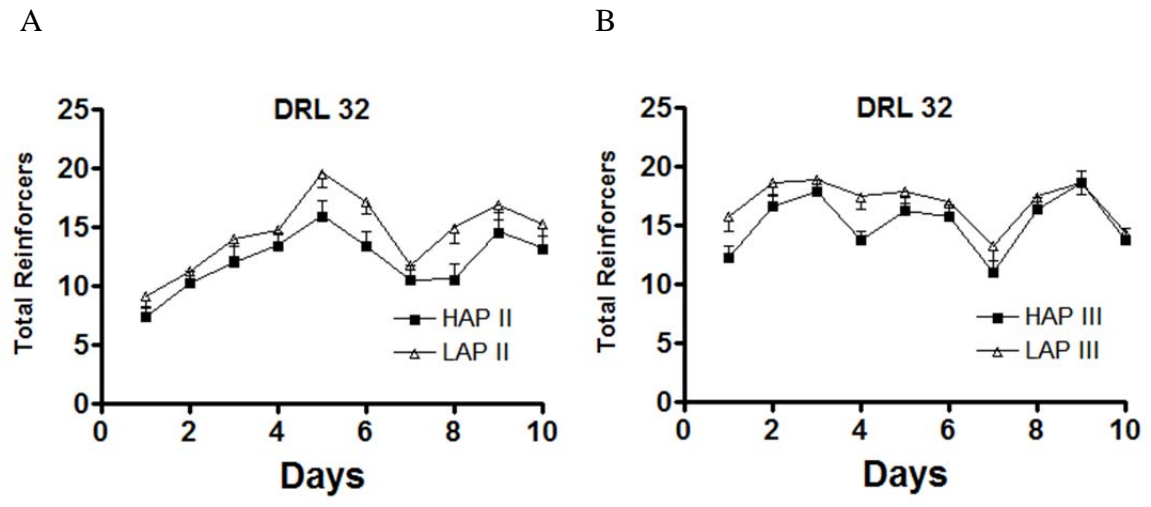 A
B
DRL 32
Total Reinforcers
25
20
15
10
5
0
0 2 4 6 8 10
Days
HAP II
LAP II
DRL 32
Total Reinforcers
25
20
15
10
5
0
0 2 4 6 8 10
Days
HAP III
LAP III